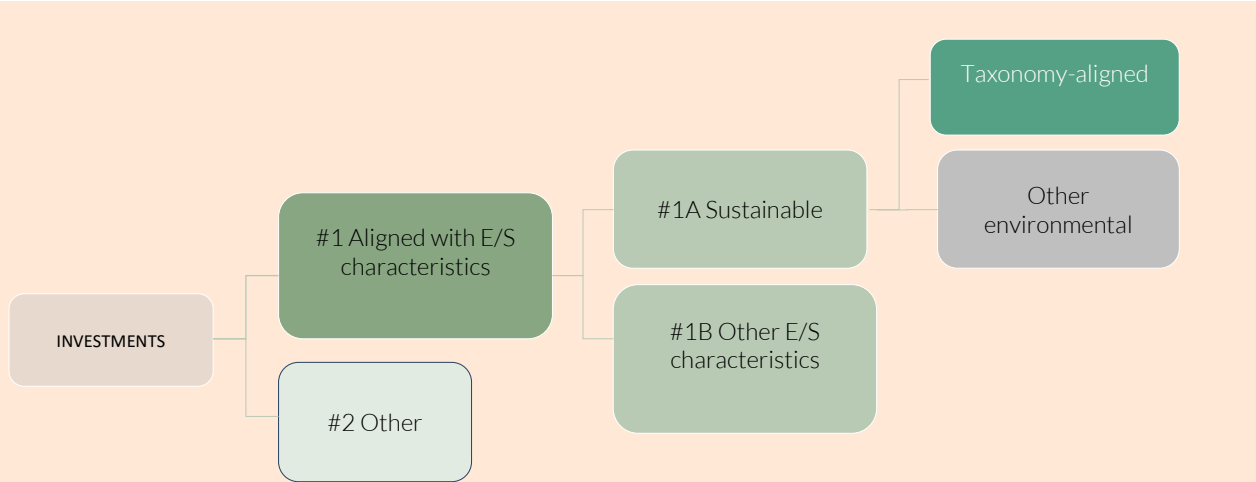 Taxonomy-aligned
Other
environmental
#1A Sustainable
#1 Aligned with E/S
characteristics
#1B Other E/S
characteristics
INVESTMENTS
#2 Other